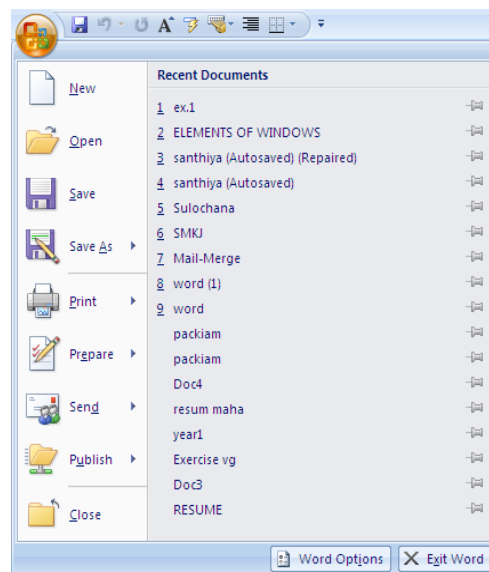 New
Open
Save
Save As
Print
Prepare
Send
Publish
Close
Recent Documents
1 ex.1
2 ELEMENTS OF WINDOWS
3 santhiya (Autosaved) (Repaired)
4 santhiya (Autosaved)
5 Sulochana
6 SMKJ
7 Mail-Merge
8 word (1)
9 word
packiam
packiam
Doc4
resum maha
year1
Exercise vg
Doc3
RESUME
Word Options
Exit Word